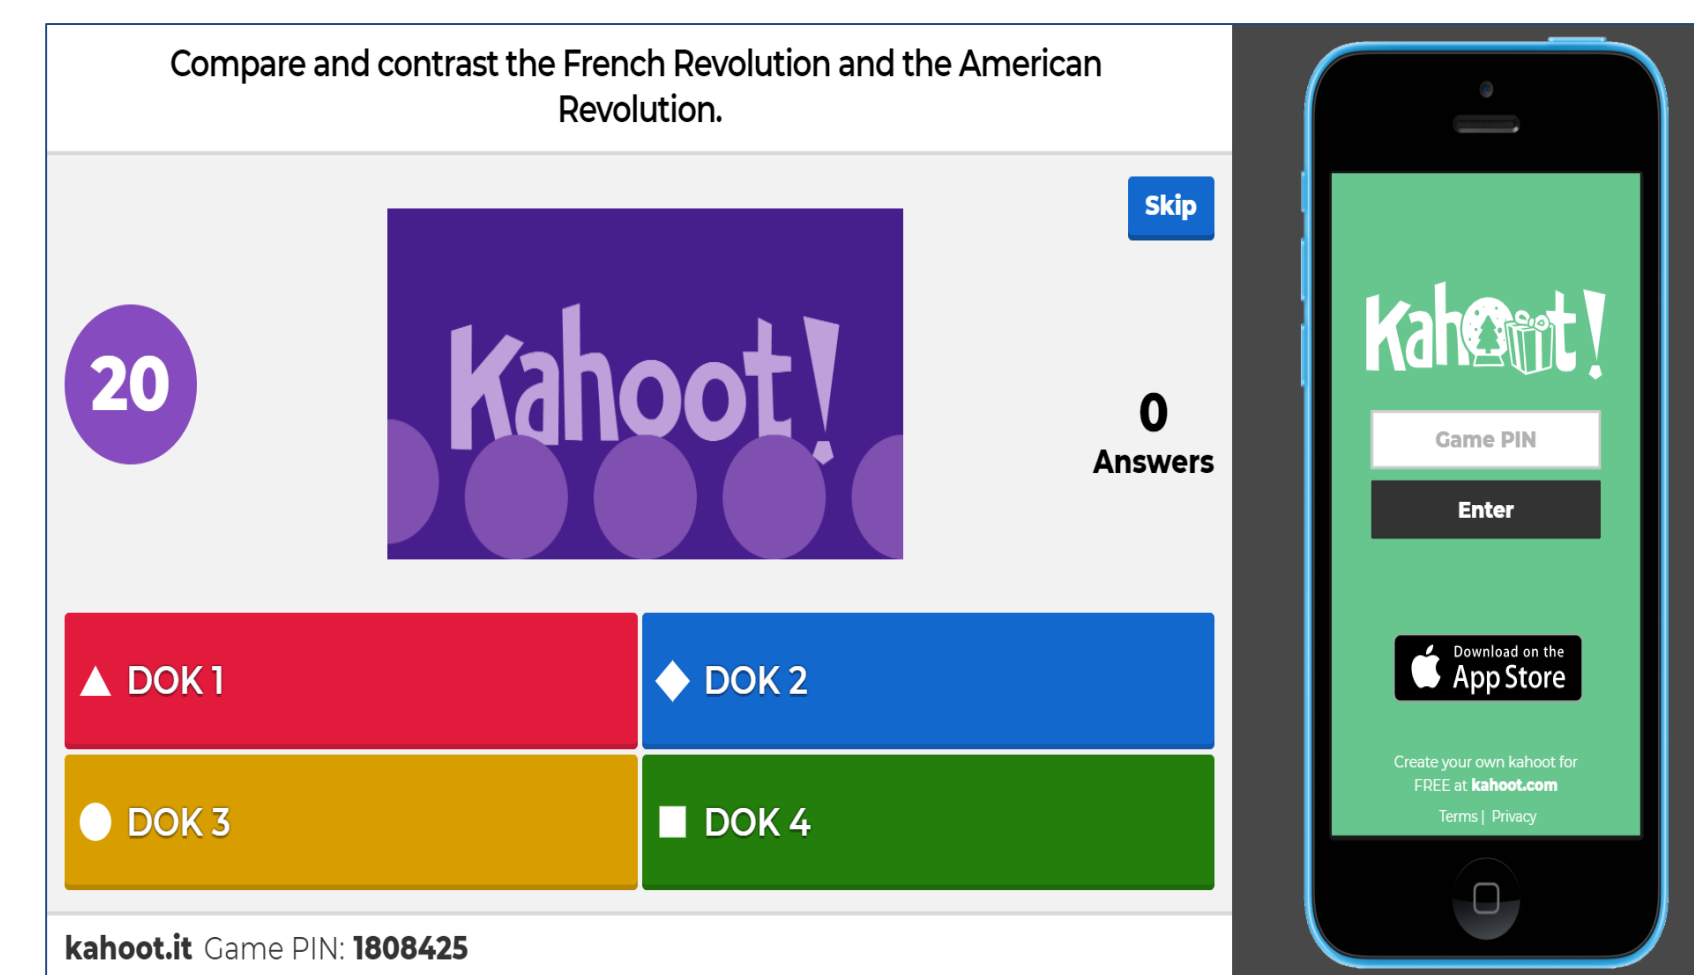 Compare and contrast the French Revolution and the American
Revolution.
Skip
20
Kahoot!
0
Answers
DOK 1
DOK 2
DOK 3
DOK 4
kahoot.it Game PIN: 1808425
Kahoot!
Game PIN
Enter
Download on the
App Store
Create your own kahoot for
FREE at kahoot.com
Terms | Privacy